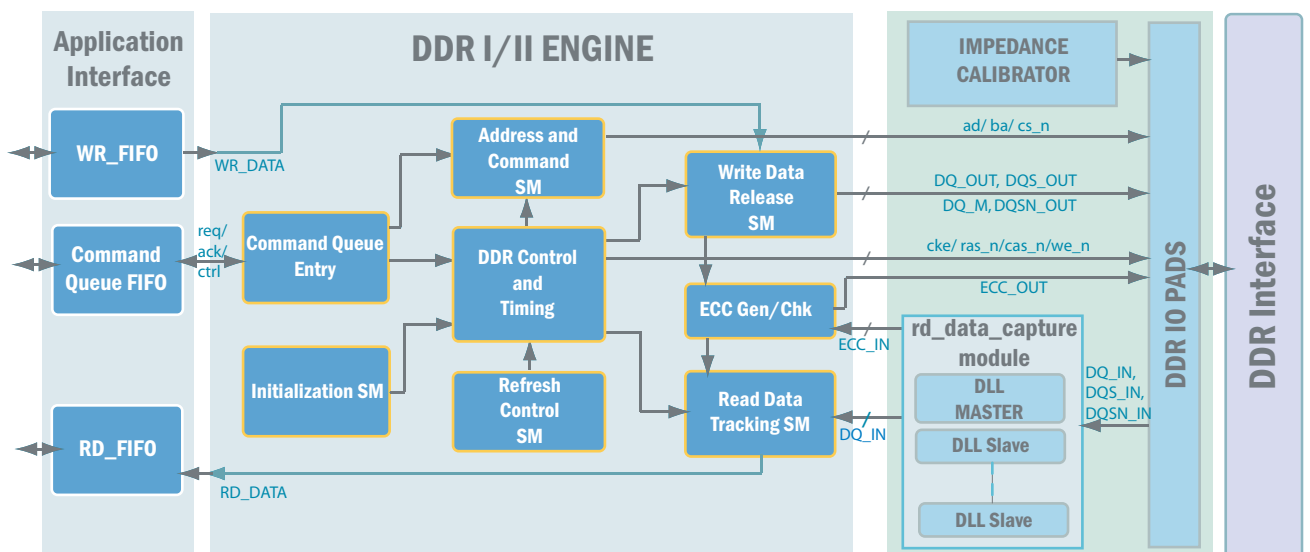 Application
Interface
WR_FIFO
Command
Queue FIFO
RD_FIFO
req/
ack/
ctrl
DDR I/II ENGINE
WR_DATA
Address and
Command
SM
Command Queue
Entry
DDR Control
and
Timing
Initialization SM
Refresh
Control
SM
Write Data
Release
SM
ECC Gen/Chk
Read Data
Tracking SM
RD_DATA
ECC_IN
DQ_IN
IMPEDANCE
CALIBRATOR
ad/ ba/ cs_n
DQ_OUT, DQS_OUT
DQ_M, DQSN_OUT
cke/ ras_n/cas_n/we_n
ECC_OUT
rd_data_capture
module
DLL
MASTER
DLL Slave
DLL Slave
DQ_IN,
DQS_IN,
DQSN_IN
DDR IO PADS
DDR Interface